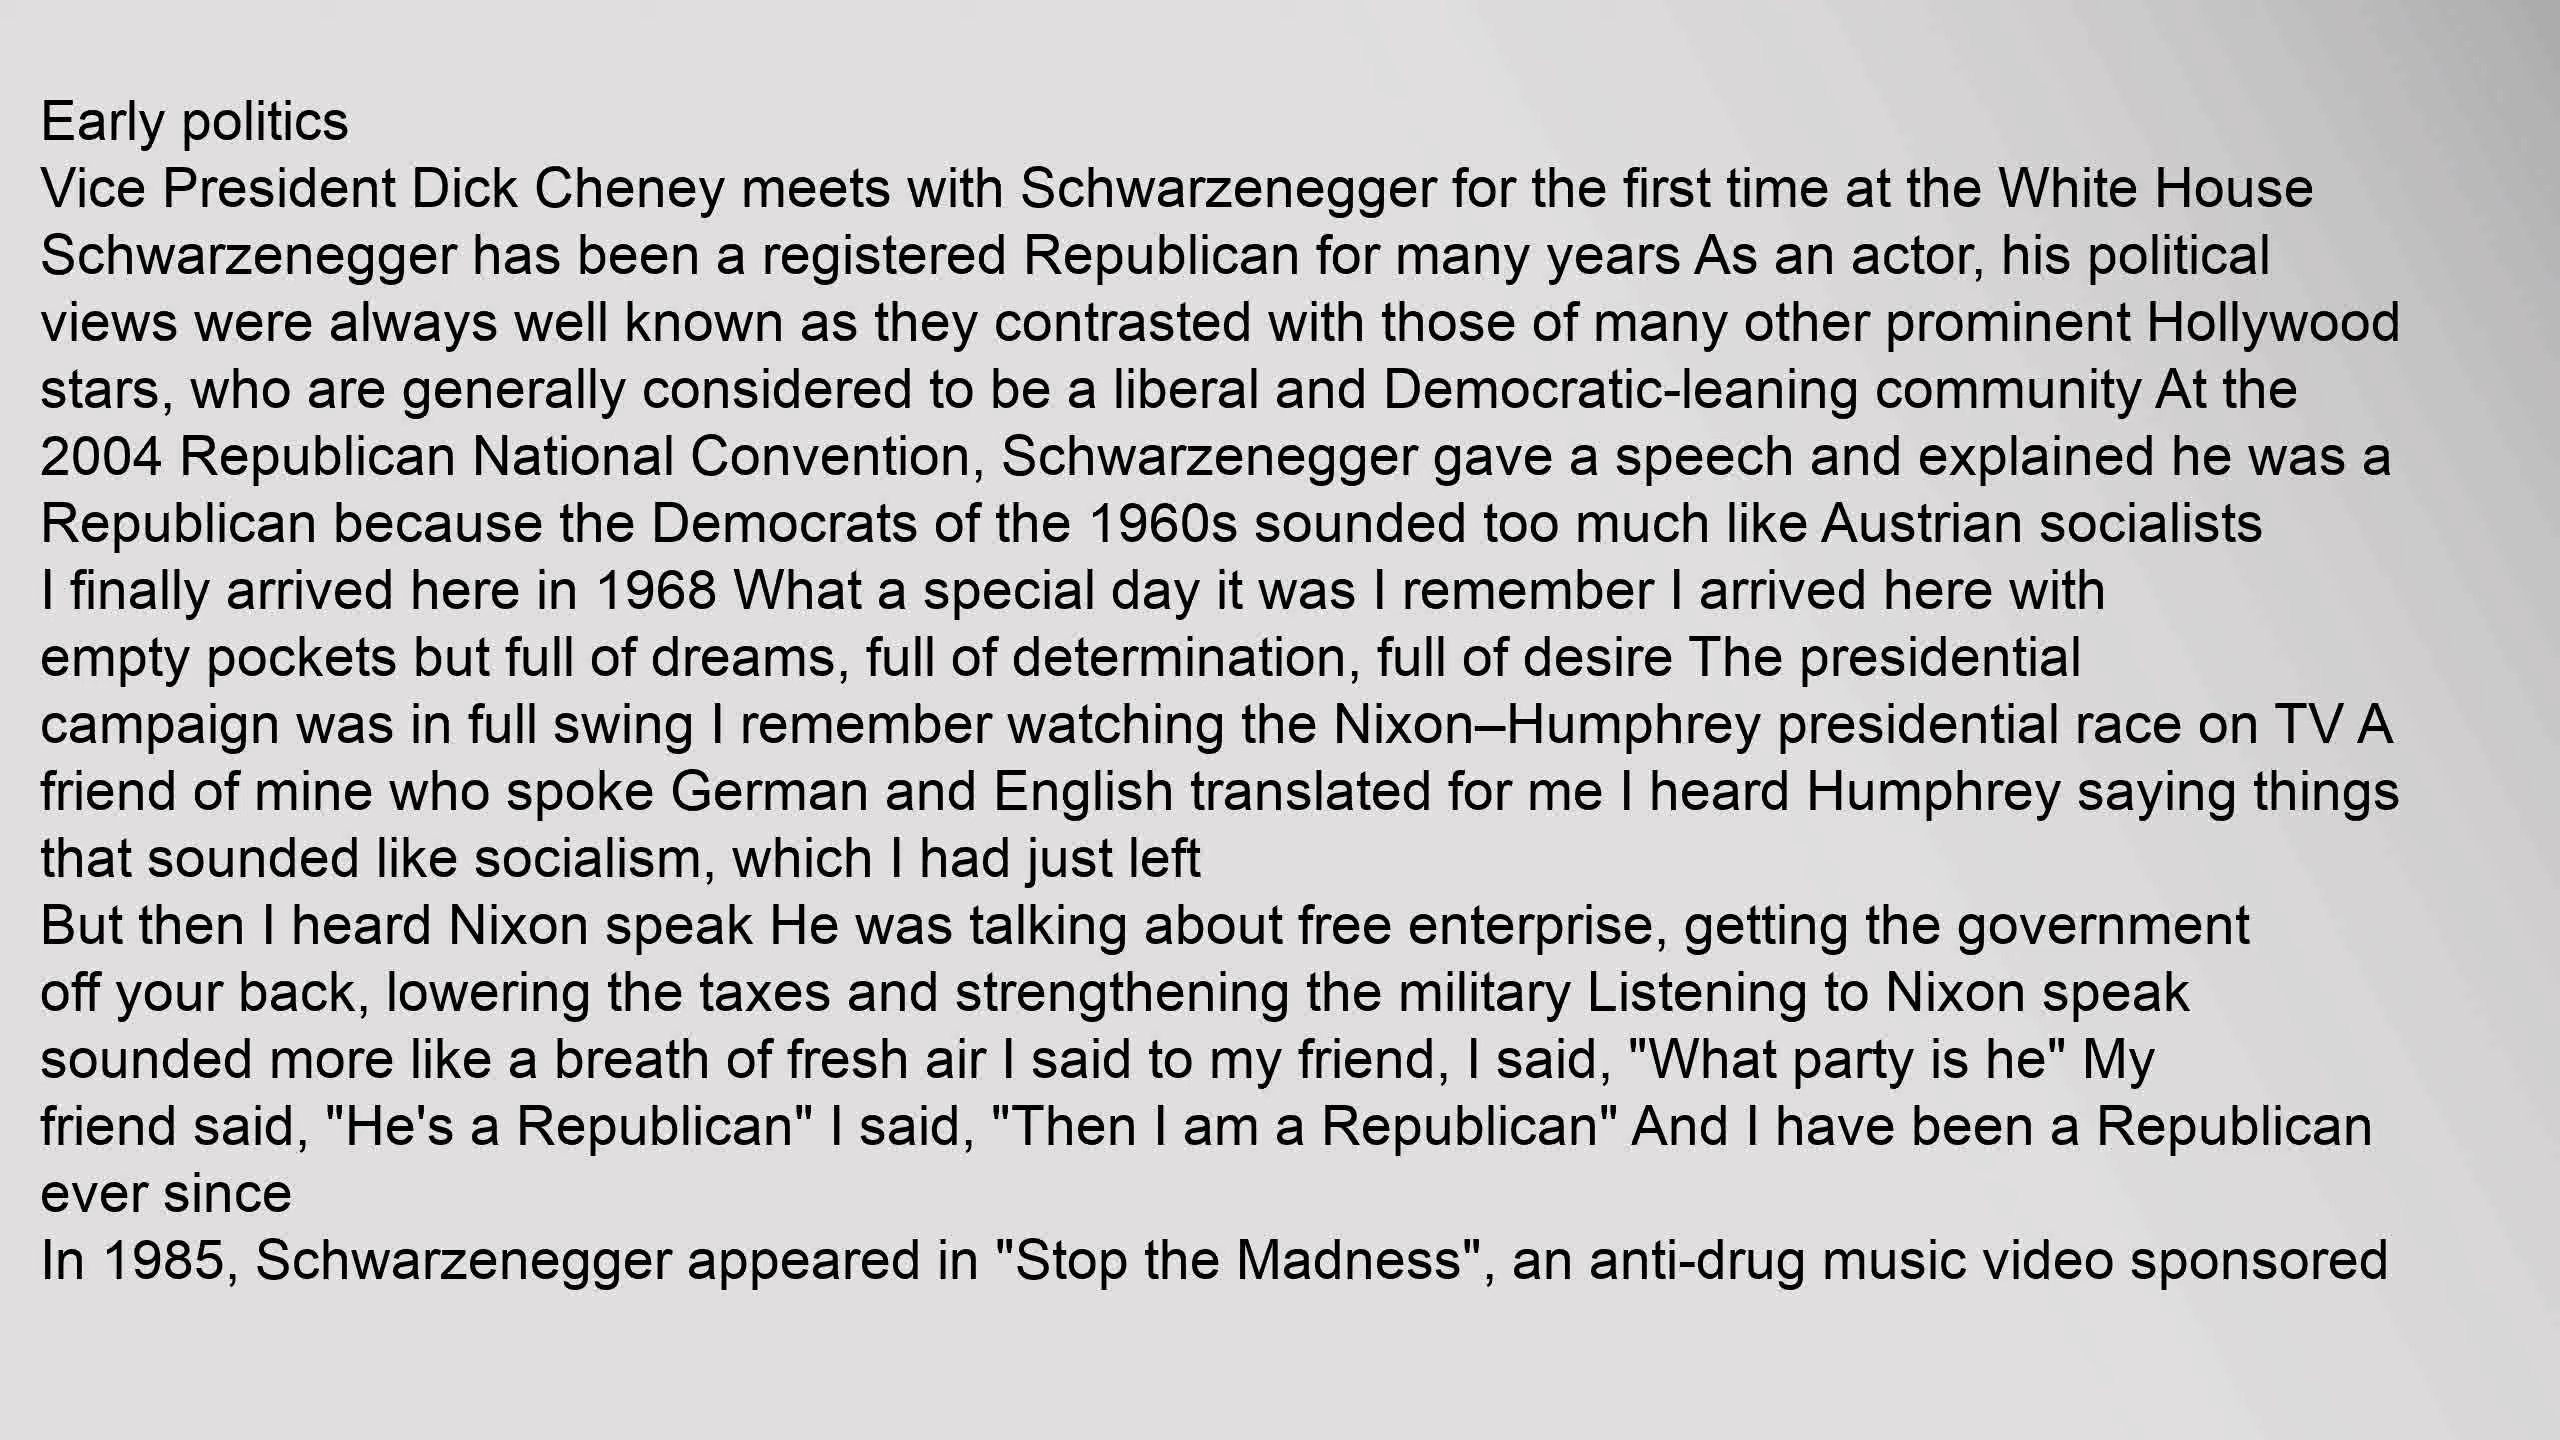 Early politics
Vice President Dick Cheney meets with Schwarzenegger for the first time at the White House
Schwarzenegger has been a registered Republican for many years As an actor, his political
views were always well known as they contrasted with those of many other prominent Hollywood
stars, who are generally considered to be a liberal and Democratic-leaning community At the
2004 Republican National Convention, Schwarzenegger gave a speech and explained he was a
Republican because the Democrats of the 1960s sounded too much like Austrian socialists
I finally arrived here in 1968 What a special day it was I remember I arrived here with
empty pockets but full of dreams, full of determination, full of desire The presidential
campaign was in full swing I remember watching the Nixon–Humphrey presidential race on TV A
friend of mine who spoke German and English translated for me I heard Humphrey saying things
that sounded like socialism, which I had just left
But then I heard Nixon speak He was talking about free enterprise, getting the government
off your back, lowering the taxes and strengthening the military Listening to Nixon speak
sounded more like a breath of fresh air I said to my friend, I said, "What party is he" My
friend said, "He's a Republican" I said, "Then I am a Republican" And I have been a Republican
ever since
In 1985, Schwarzenegger appeared in "Stop the Madness", an anti-drug music video sponsored